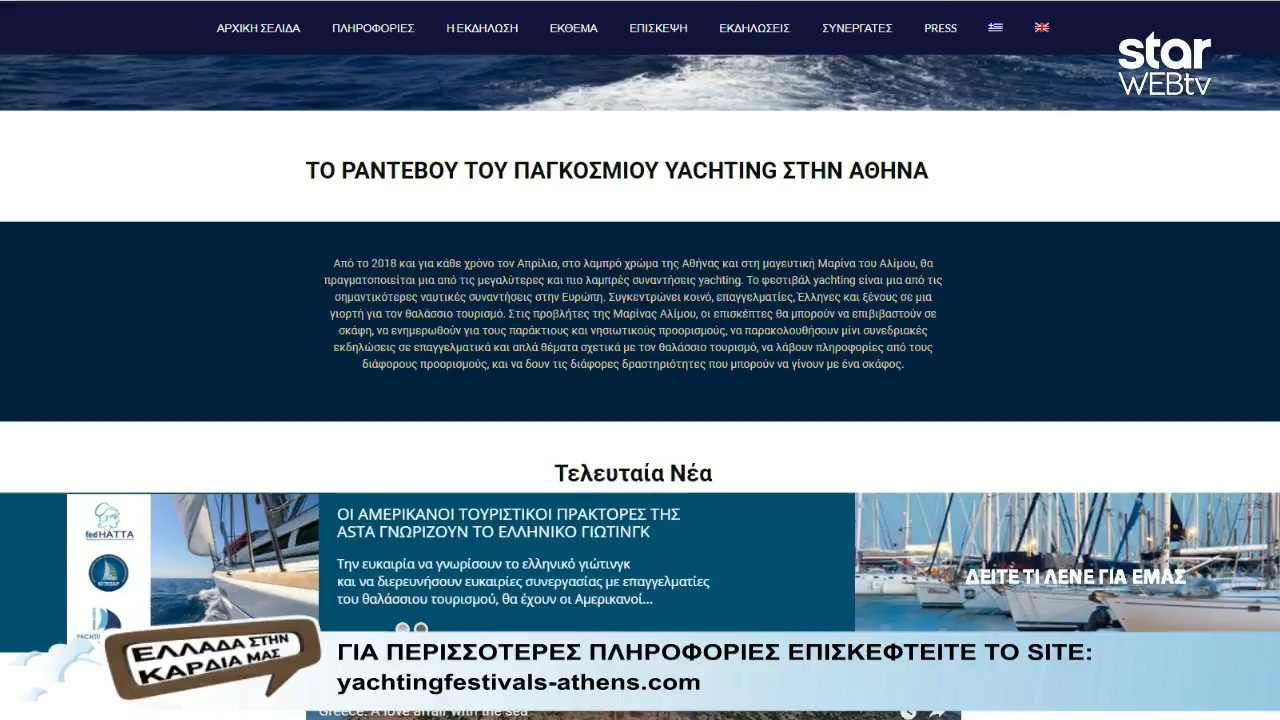 ΑΡΧΙΚΗ ΣΕΛΙΔΑ ΠΛΗΡΟΦΟΡΙΕΣ Η ΕΚΔΗΛΩΣΗ ΕΚΘΕΜΑ ΕΠΙΣΚΕΨΗ ΕΚΔΗΛΩΣΕΙΣ ΣΥΝΕΡΓΑΤΕΣ PRESS
star
WEBtv
ΤΟ ΡΑΝΤΕΒΟΥ ΤΟΥ ΠΑΓΚΟΣΜΙΟΥ YACHTING ΣΤΗΝ ΑΘΗΝΑ
Από το 2018 και για κάθε χρόνο τον Απρίλιο, στο λαμπρό χρώμα της Αθήνας και στη μαγευτική Μαρίνα του Αλίμου, θα
πραγματοποιείται μια από τις μεγαλύτερες και πιο λαμπρές συναντήσεις yachting. Το φεστιβάλ yachting είναι μια από τις
σημαντικότερες ναυτικές συναντήσεις στην Ευρώπη. Συγκεντρώνει κοινό, επαγγελματίες, Έλληνες και ξένους σε μια
γιορτή για τον θαλάσσιο τουρισμό. Στις προβλήτες της Μαρίνας Αλίμου, οι επισκέπτες θα μπορούν να επιβιβαστούν σε
σκάφη, να ενημερωθούν για τους παράκτιους και νησιωτικούς προορισμούς, να παρακολουθήσουν μίνι συνεδριακές
εκδηλώσεις σε επαγγελματικά και απλά θέματα σχετικά με τον θαλάσσιο τουρισμό, να λάβουν πληροφορίες από τους
διάφορους προορισμούς, και να δουν τις διάφορες δραστηριότητες που μπορούν να γίνουν με ένα σκάφος.
Τελευταία Νέα
fedHATTA
SITESAP
ΟΙ ΑΜΕΡΙΚΑΝΟΙ ΤΟΥΡΙΣΤΙΚΟΙ ΠΡΑΚΤΟΡΕΣ ΤΗΣ
ASTA ΓΝΩΡΙΖΟΥΝ ΤΟ ΕΛΛΗΝΙΚΟ ΓΙΩΤΙΝΓΚ
Την ευκαιρία να γνωρίσουν το ελληνικό γιώτινγκ
και να διερευνήσουν ευκαιρίες συνεργασίας με επαγγελματίες
του θαλάσσιου τουρισμού, θα έχουν οι Αμερικανοί...
ΔΕΙΤΕ ΤΙ ΛΕΝΕ ΓΙΑ ΕΜΑΣ
ΕΛΛΑΔΑ ΣΤΗΝ
ΚΑΡΔΙΑ ΜΑΣ
ΓΙΑ ΠΕΡΙΣΣΟΤΕΡΕΣ ΠΛΗΡΟΦΟΡΙΕΣ ΕΠΙΣΚΕΦΤΕΙΤΕ ΤΟ SITE:
yachtingfestivals-athens.com
Greece: A love affair with the sea